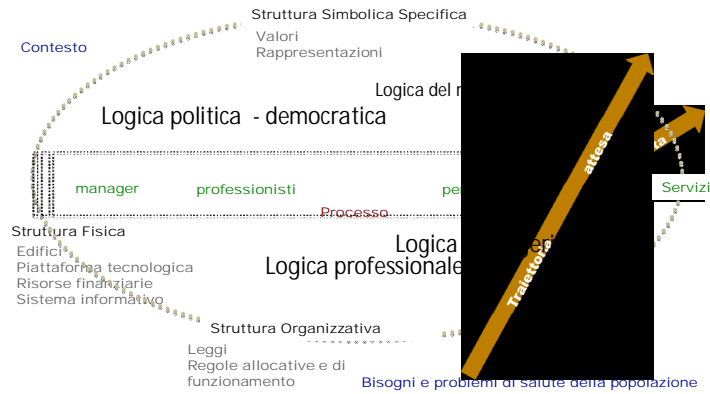 Struttura Simbolica Specifica
Valori
Rappresentazioni
Contesto
Logica del
Logica politica - democratica
attesa
manager
professionisti
Servizi
Processo
Struttura Fisica
Edifici
Piattaforma tecnologica
Risorse finanziarie
Sistema informativo
Logica
Logica professionale
Traiettoria
Struttura Organizzativa
Leggi
Regole allocative e di
funzionamento
Bisogni e problemi di salute della popolazione